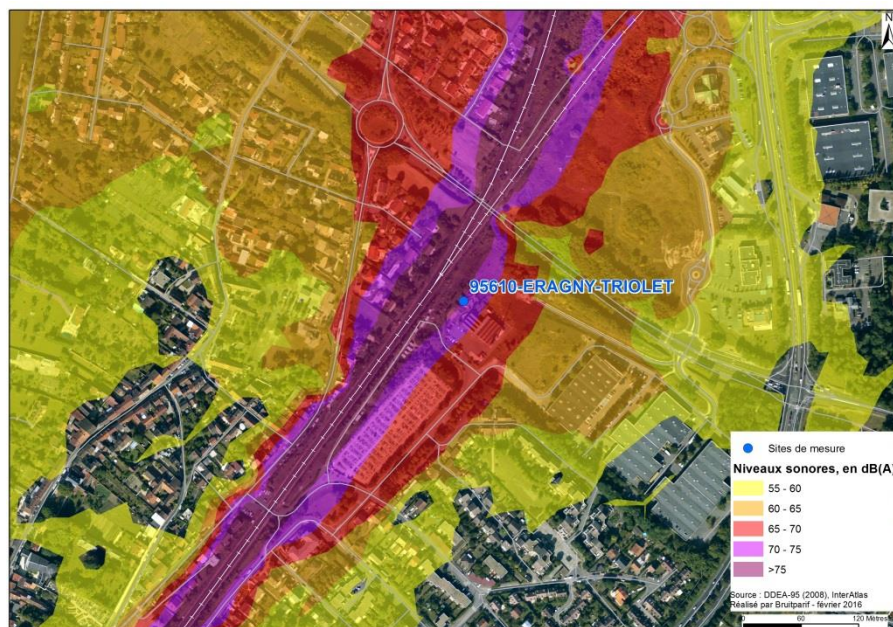 N
95610-ERAGNY-TRIOLET
Sites de mesure
Niveaux sonores, en dB(A)
55 - 60
60 - 65
65 - 70
70 - 75
>75
Source : DDEA-95 (2008), InterAtlas
Réalisé par Bruitparif - février 2016
0 60 120 Mètres